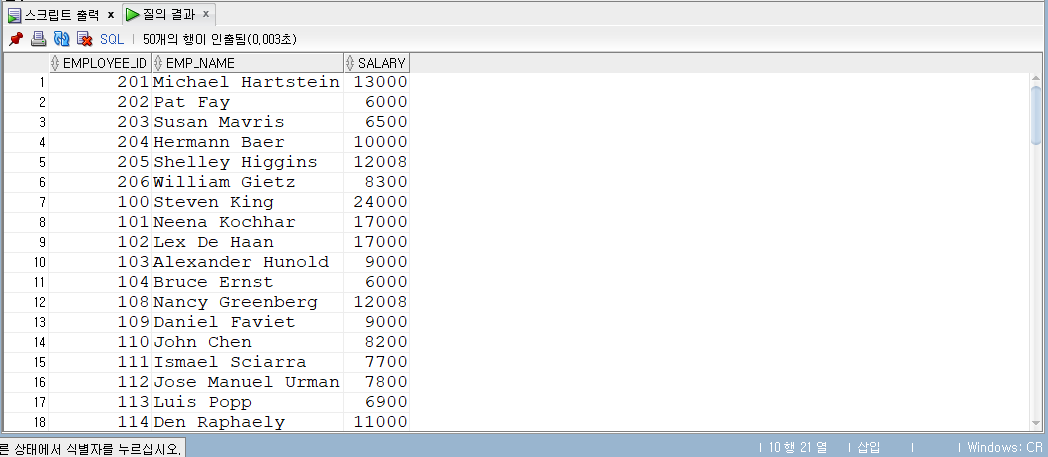 스크립트 출력 x 질의 결과 x
SQL | 50개의 행이 인출됨(0,003초)
EMPLOYEE_ID EMP_NAME SALARY
1 201 Michael Hartstein 13000
2 202 Pat Fay 6000
3 203 Susan Mavris 6500
4 204 Hermann Baer 10000
5 205 Shelley Higgins 12008
6 206 William Gietz 8300
7 100 Steven King 24000
8 101 Neena Kochhar 17000
9 102 Lex De Haan 17000
10 103 Alexander Hunold 9000
11 104 Bruce Ernst 6000
12 108 Nancy Greenberg 12008
13 109 Daniel Faviet 9000
14 110 John Chen 8200
15 111 Ismael Sciarra 7700
16 112 Jose Manuel Urman 7800
17 113 Luis Popp 6900
18 114 Den Raphaely 11000
른 상태에서 식별자를 누르십시오. | 10 행 21 열 | 삽입 | | Windows: CR